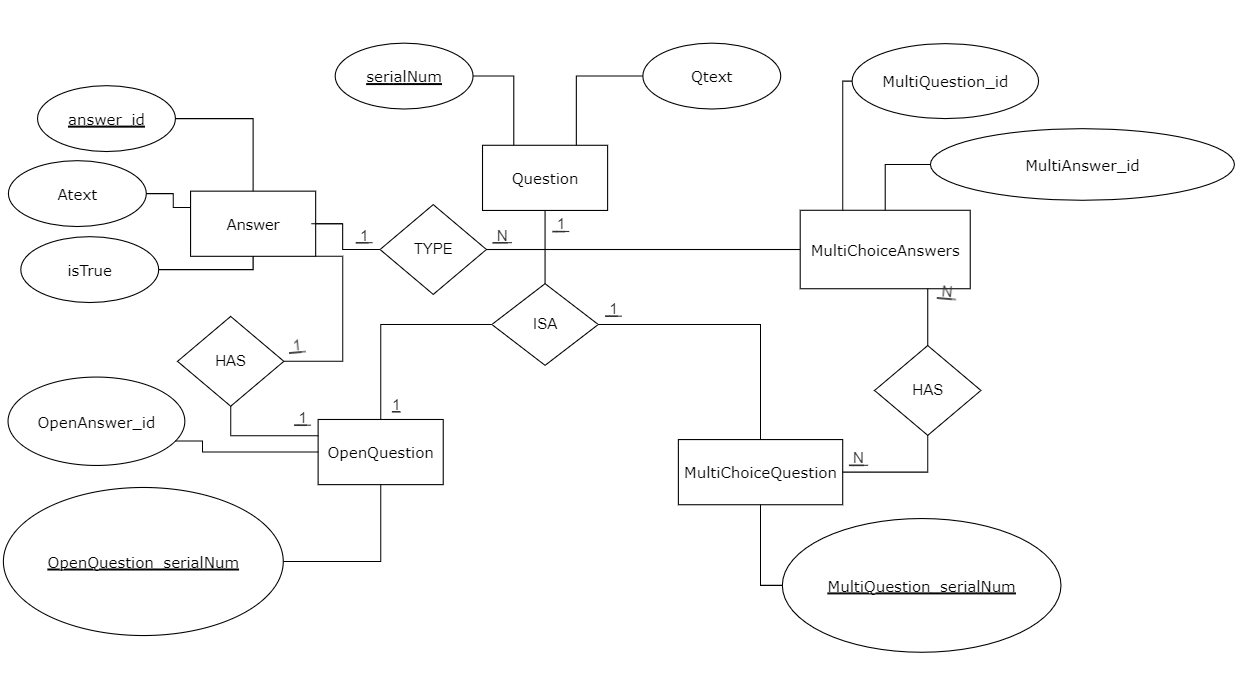 serialNum
Qtext
MultiQuestion_id
answer_id
MultiAnswer_id
Question
Atext
Answer
1
TYPE
N
1
MultiChoiceAnswers
isTrue
N
1
ISA
1
HAS
1
HAS
1
1
OpenAnswer_id
OpenQuestion
N
MultiChoiceQuestion
OpenQuestion_serialNum
MultiQuestion_serialNum